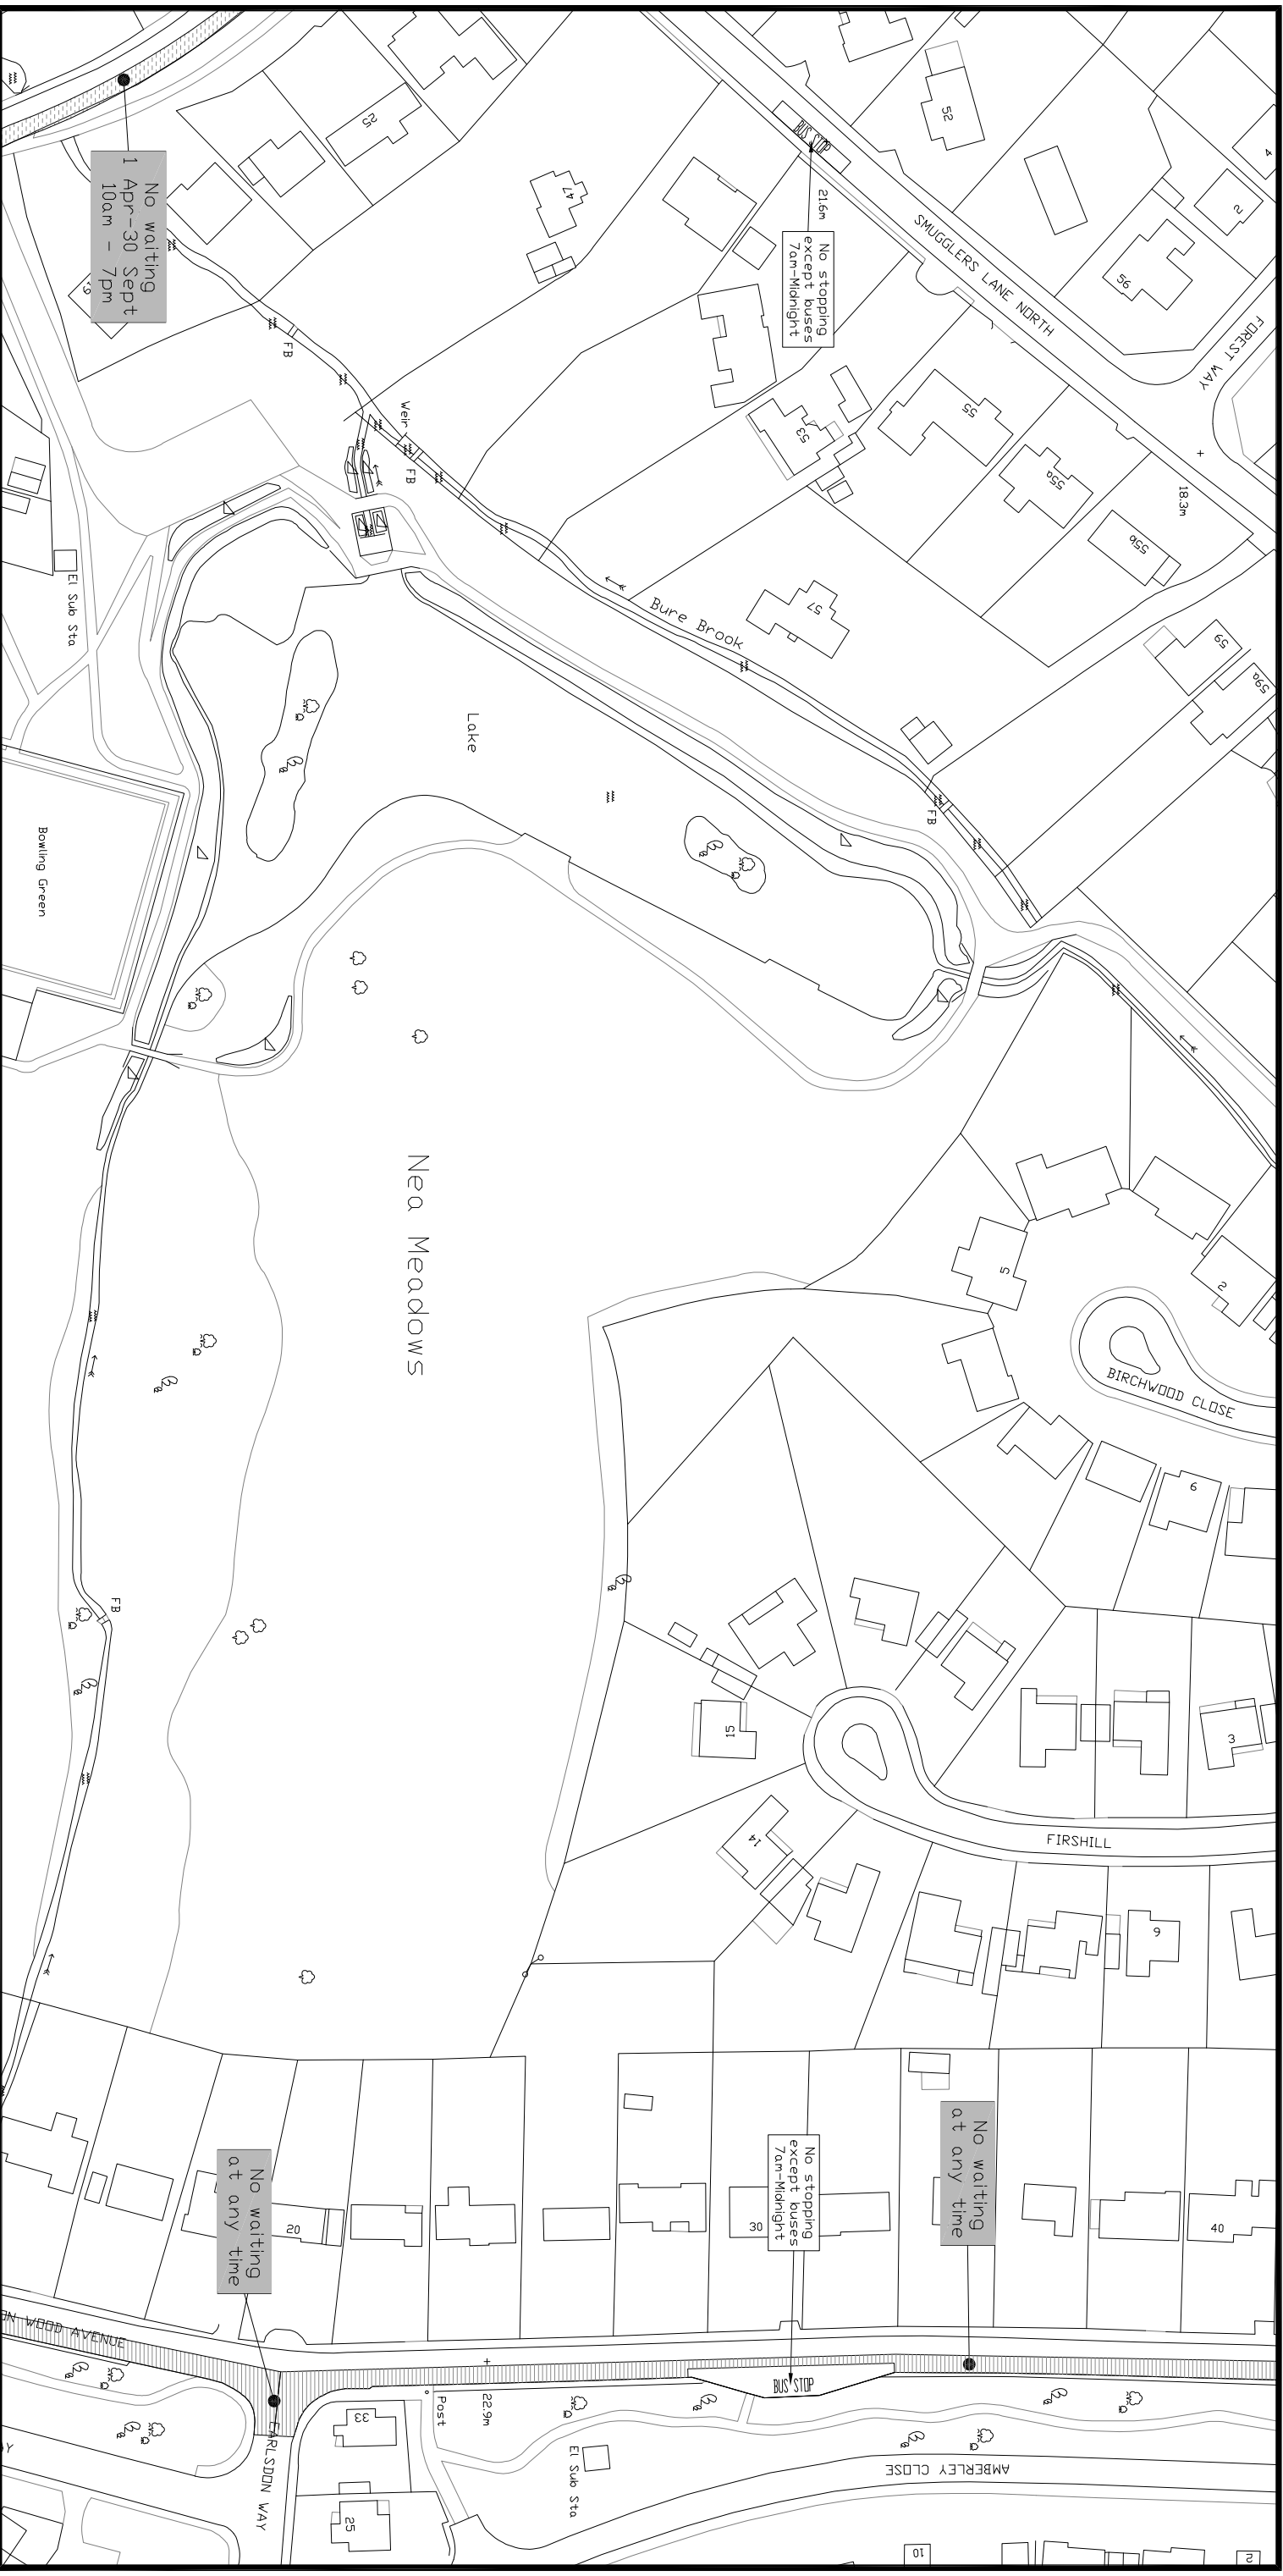 SMUGGLERS LANE NORTH
FOREST WAY
BUS STOP
21.6m
No stopping
except buses
7am-Midnight
No waiting
1 Apr-30 Sept
10am - 7pm
52
4
2
56
25
47
19
53
55
55a
55b
18.3m
57
59
59a
FB
Weir
FB
Bure Brook
FB
Lake
El Sub Sta
Bowling Green
Nea Meadows
5
2
BIRCHWOOD CLOSE
6
FB
15
3
14
FIRSHILL
9
No waiting
at any time
No stopping
except buses
7am-Midnight
No waiting
at any time
20
30
40
WOOD AVENUE
BUS STOP
Post
22.9m
33
EARLSDON WAY
El Sub Sta
AMBERLEY CLOSE
25
10
2